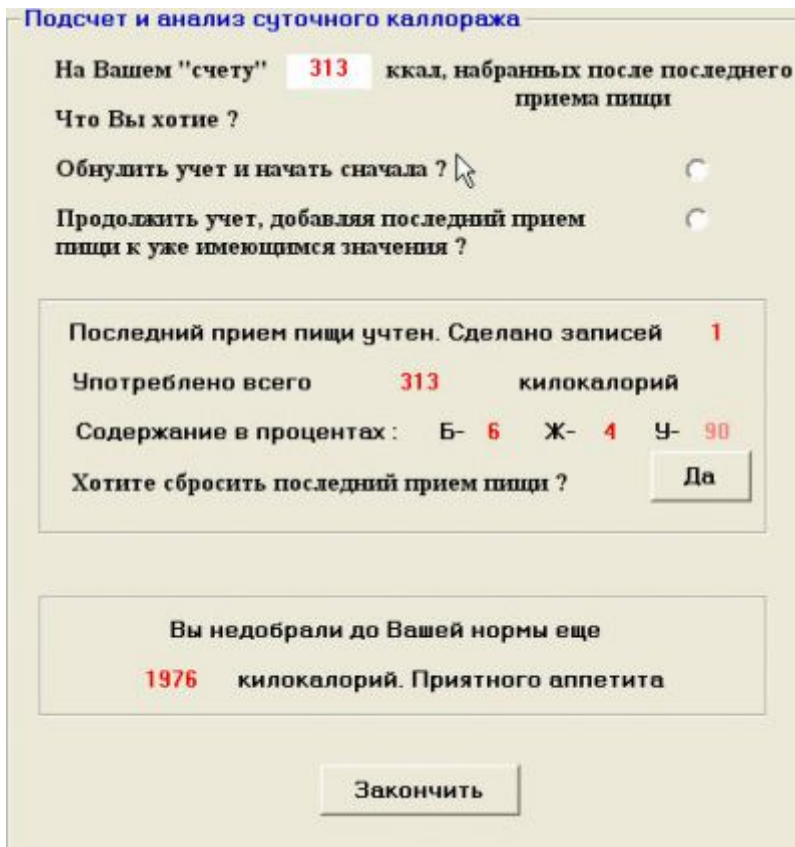 Подсчет и анализ суточного каллоража
На Вашем "счету" 313 ккал, набранных после последнего
приема пищи
Что Вы хотие ?
Обнулить учет и начать сначала ?
Продолжить учет, добавляя последний прием
пищи к уже имеющимся значения ?
Последний прием пищи учтен. Сделано записей 1
Употреблено всего 313 килокалорий
Содержание в процентах : Б- 6 Ж- 4 У- 90
Хотите сбросить последний прием пищи ? Да
Вы недобрали до Вашей нормы еще
1976 килокалорий. Приятного аппетита
Закончить